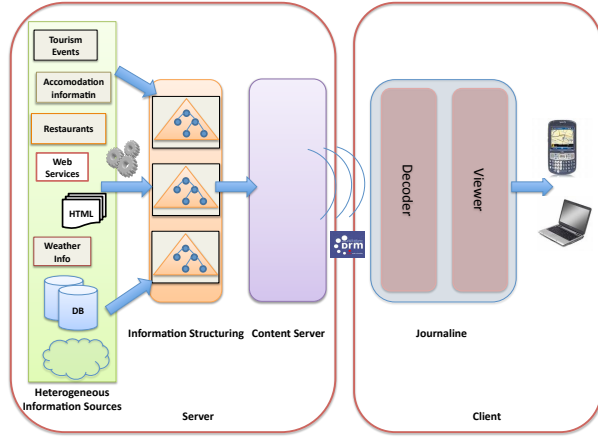 Tourism
Events
Accomodation
informatin
Restaurants
Web
Services
HTML
Weather
Info
DB
Heterogeneous
Information Sources
Information Structuring
Content Server
Server
DRM
Decoder
Viewer
Journaline
Client